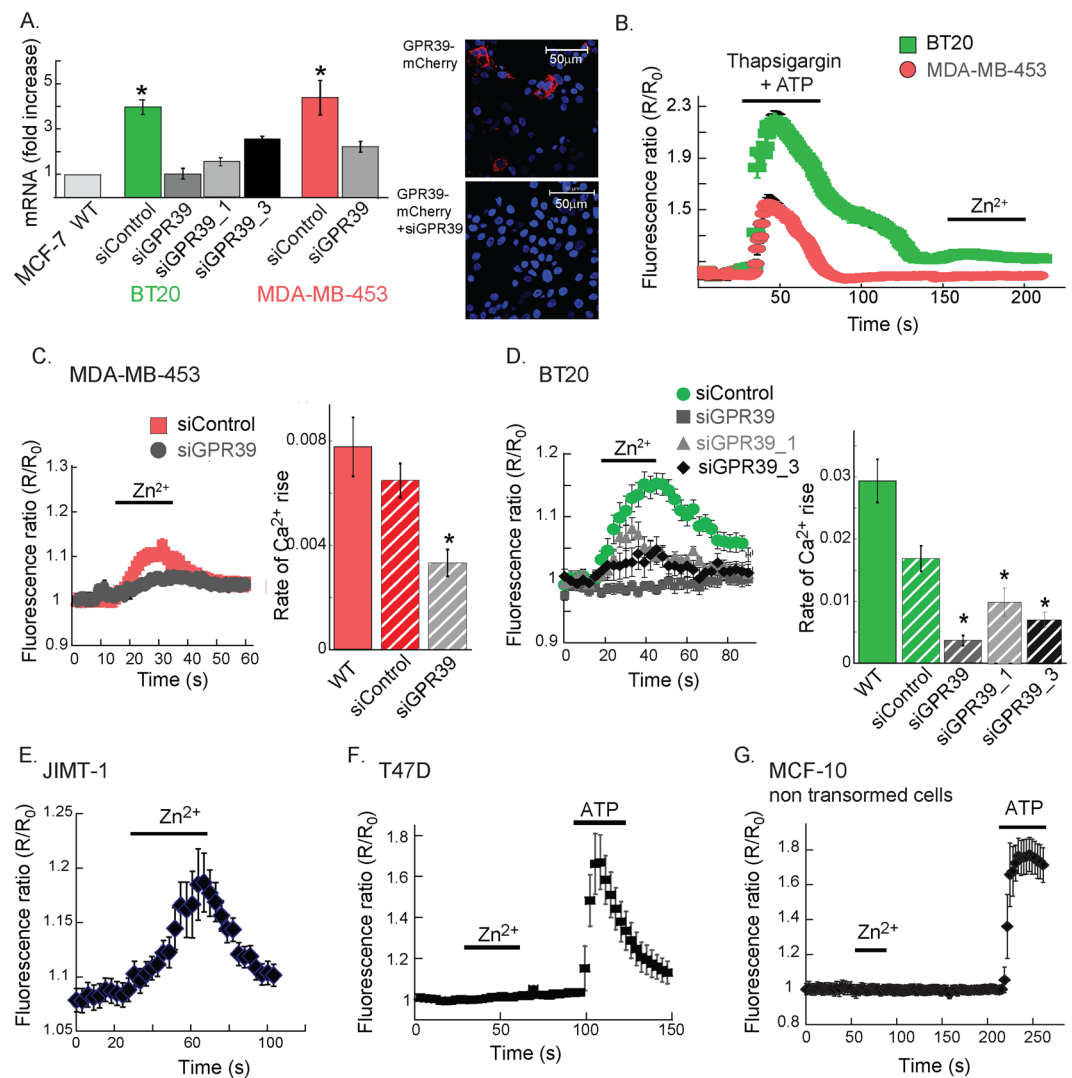 A.
mRNA (fold increase)
5
3
1
MCF-7 WT
siControl
siGPR39
siGPR39_1
siGPR39_3
siControl
siGPR39
BT20
MDA-MB-453
*
*
GPR39-
mCherry
50μm
GPR39-
mCherry
+siGPR39
50μm
B.
BT20
MDA-MB-453
Thapsigargin
+ ATP
Zn2+
Fluorescence ratio (R/R0)
2.3
1.9
1.5
50
100
150
200
Time (s)
C.
MDA-MB-453
siControl
siGPR39
Zn2+
Fluorescence ratio (R/R0)
1.3
1.2
1.1
1
0.9
0 10 20 30 40 50 60
Time (s)
Rate of Ca2+ rise
0.008
0.004
0
*
WT
siControl
siGPR39
D.
BT20
siControl
siGPR39
siGPR39_1
siGPR39_3
Zn2+
Fluorescence ratio (R/R0)
1.2
1.1
1.0
0.9
0 20 40 60 80
Time (s)
Rate of Ca2+ rise
0.03
0.02
0.01
0
*
*
*
WT
siControl
siGPR39
siGPR39_1
siGPR39_3
E.
JIMT-1
Zn2+
Fluorescence ratio (R/R0)
1.25
1.2
1.15
1.1
1.05
0 20 40 60 80 100
Time (s)
F.
T47D
ATP
Zn2+
Fluorescence ratio (R/R0)
1.8
1.6
1.4
1.2
1
0 50 100 150
Time (s)
G.
MCF-10
non transormed cells
ATP
Zn2+
Fluorescence ratio (R/R0)
1.8
1.6
1.4
1.2
1.0
0.8
0 50 100 150 200 250
Time (s)